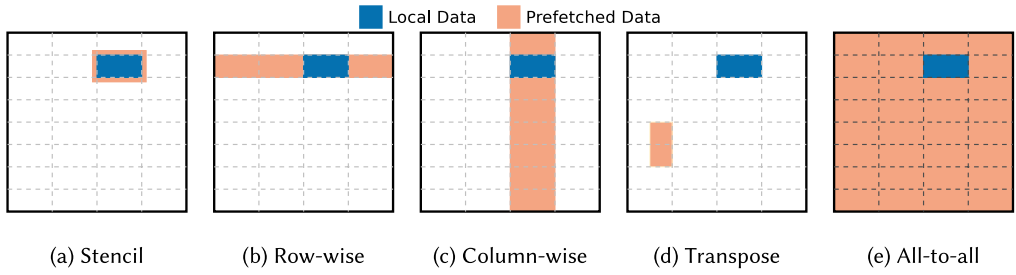 Local Data Prefetched Data
(a) Stencil (b) Row-wise (c) Column-wise (d) Transpose (e) All-to-all